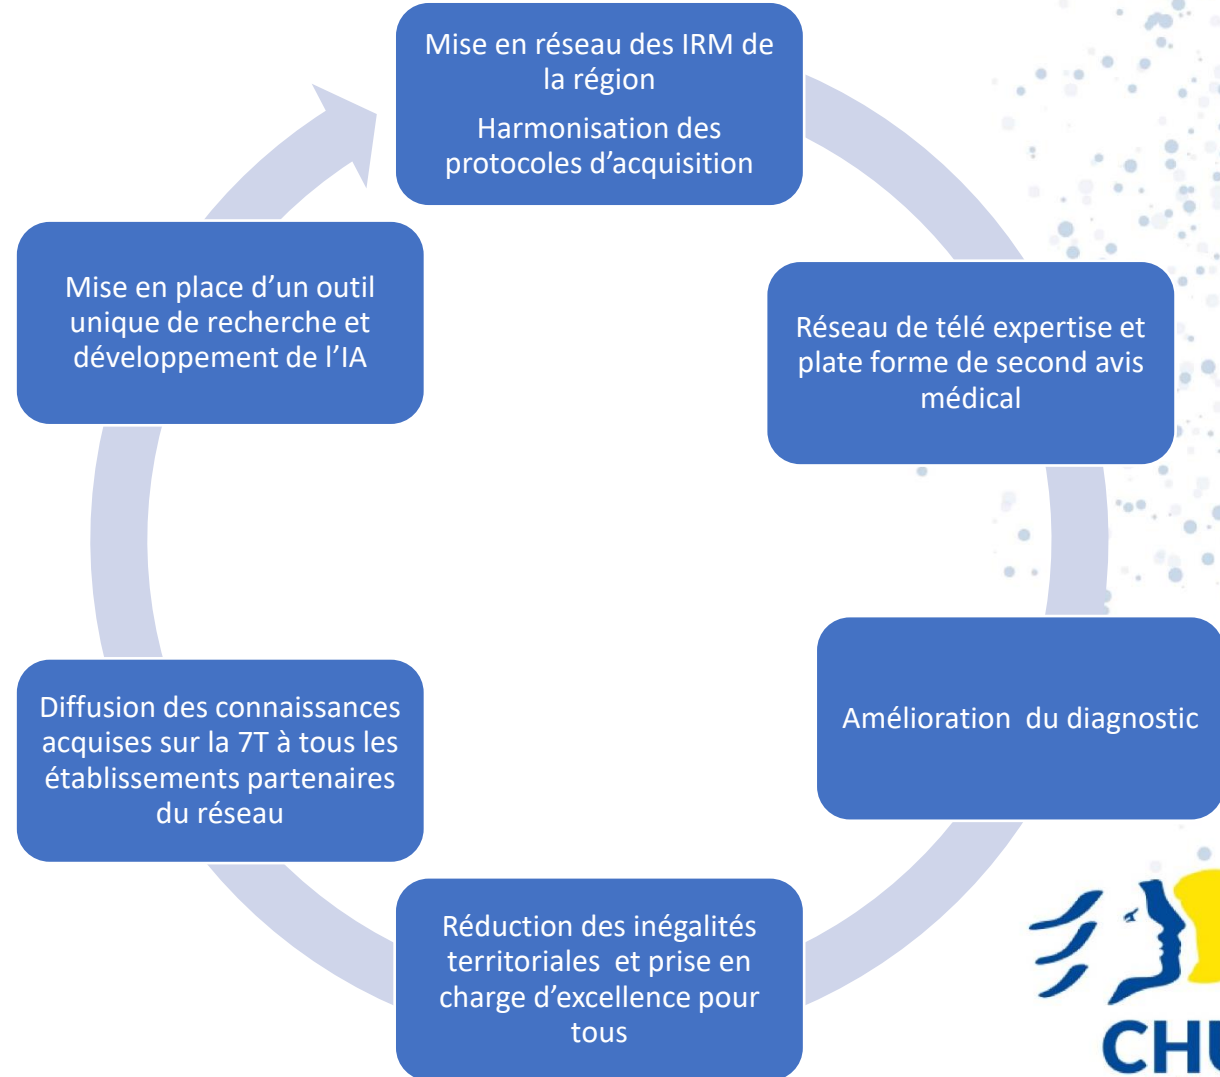 Mise en réseau des IRM de
la région
Harmonisation des
protocoles d’acquisition
Réseau de télé expertise et
plate forme de second avis
médical
Amélioration  du diagnostic
Réduction des inégalités
territoriales  et prise en
charge d’excellence pour
tous
Diffusion des connaissances
acquises sur la 7T à tous les
établissements partenaires
du réseau
Mise en place d’un outil
unique de recherche et
développement de l’IA
CHU